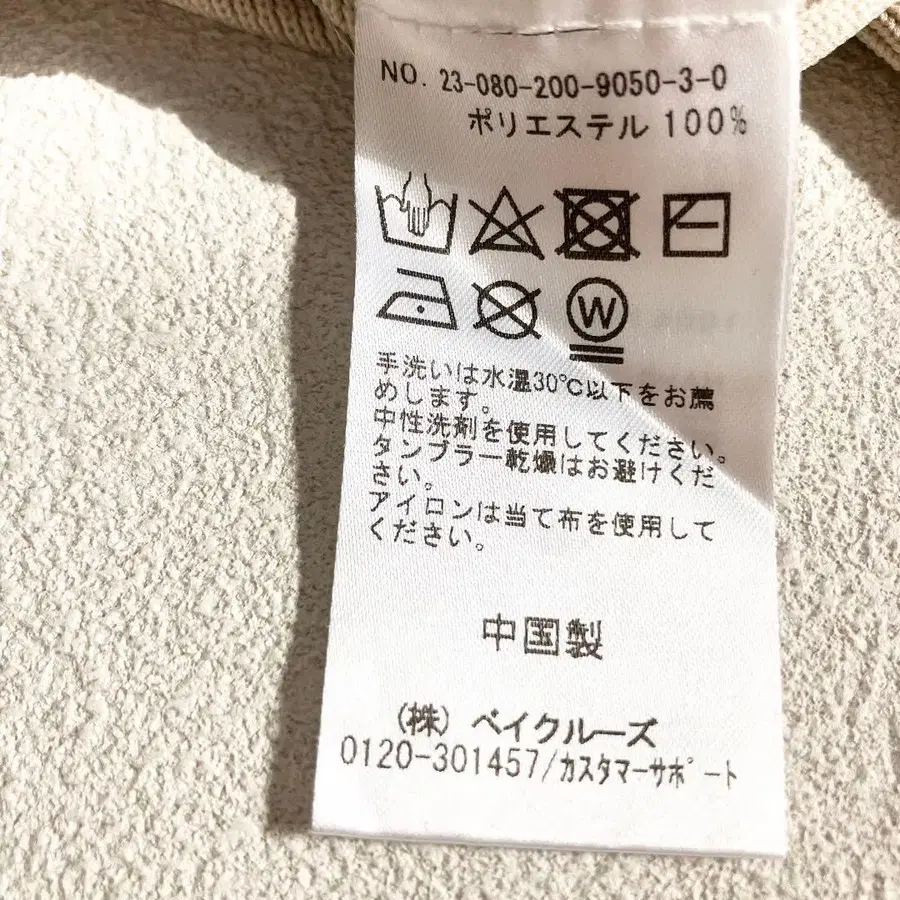 NO. 23-080-200-9050-3-0
ポリエステル 100%
W
手洗いは水温30℃以下をお薦
めします。
中性洗剤を使用してください。
タンブラー乾燥はお避けくだ
さい。
アイロンは当て布を使用して
ください。
中国製
(株) ベイクルーズ
0120-301457/カスタマーサポート